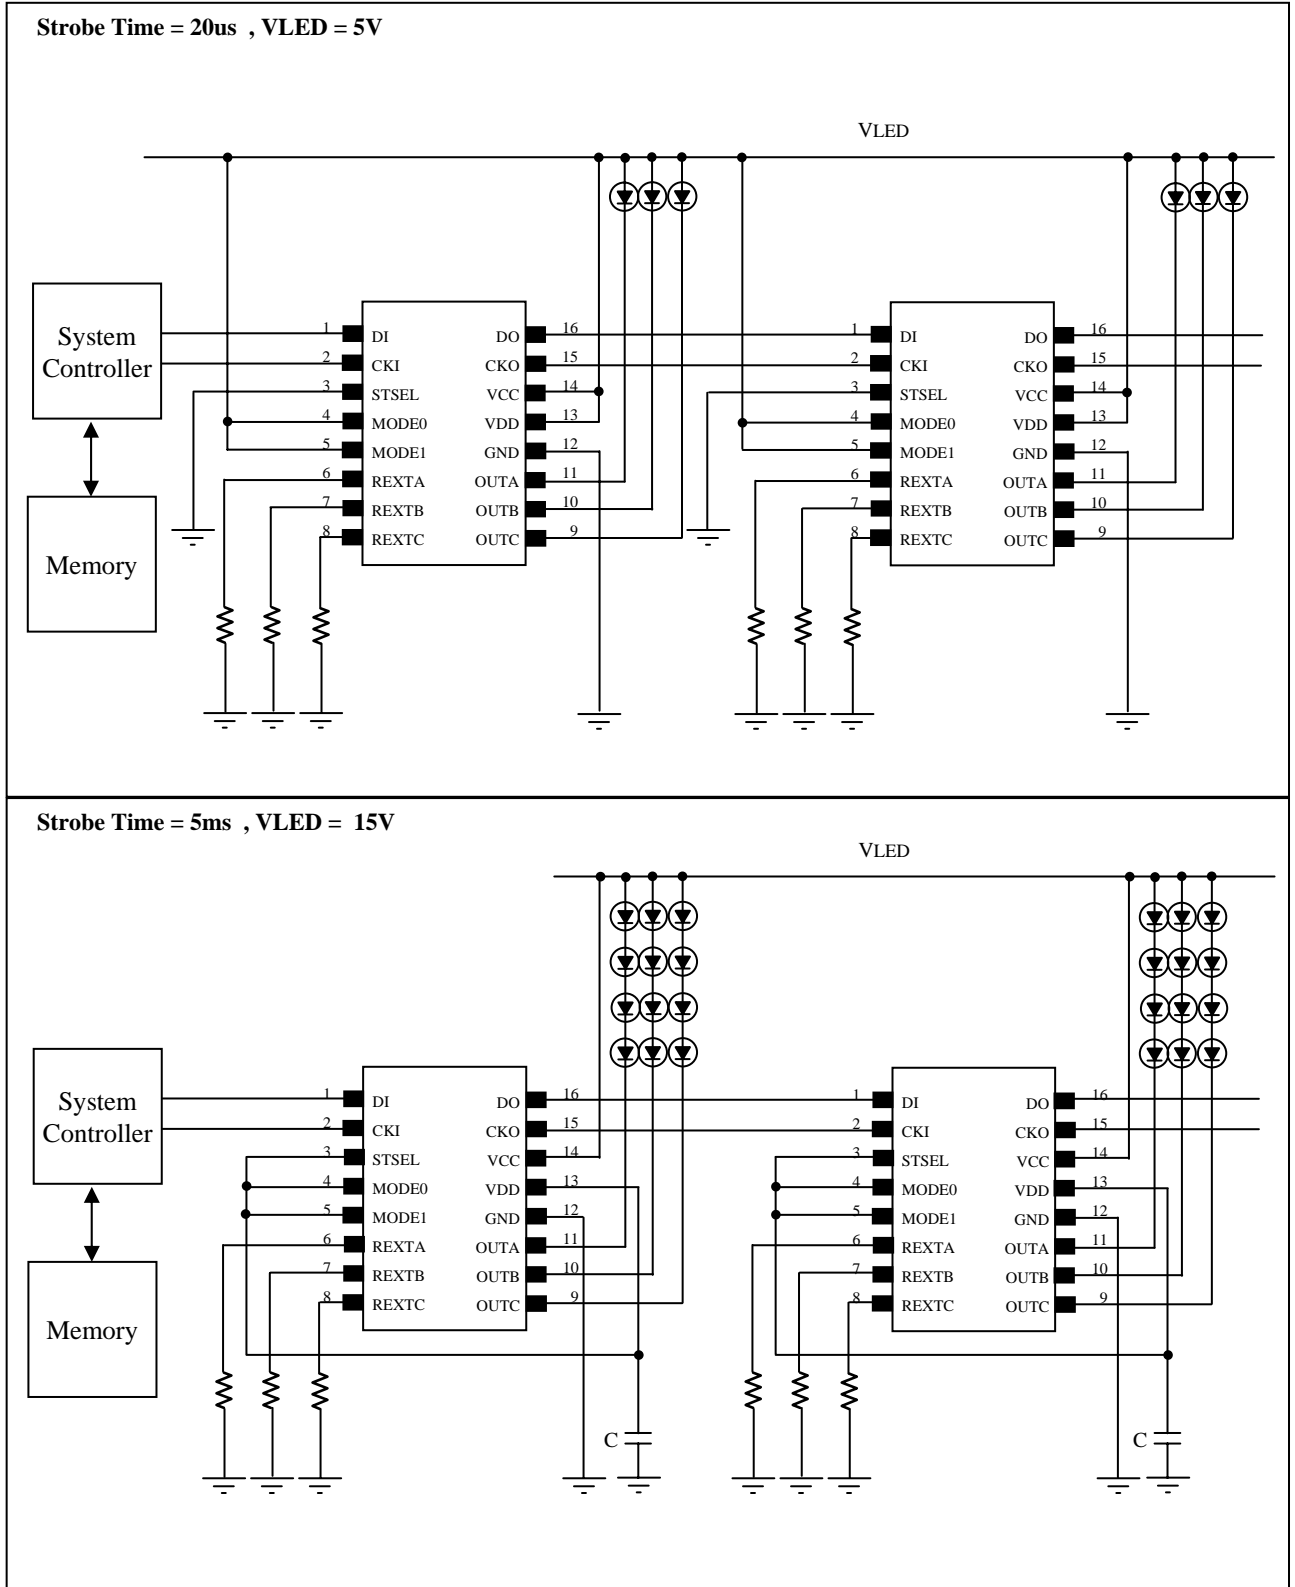 Strobe Time = 20us , VLED = 5V
VLED
System
Controller
Memory
1 DI DO 16
2 CKI CKO 15
3 STSEL VCC 14
4 MODE0 VDD 13
5 MODE1 GND 12
6 REXTA OUTA 11
7 REXTB OUTB 10
8 REXTC OUTC 9
1 DI DO 16
2 CKI CKO 15
3 STSEL VCC 14
4 MODE0 VDD 13
5 MODE1 GND 12
6 REXTA OUTA 11
7 REXTB OUTB 10
8 REXTC OUTC 9
Strobe Time = 5ms , VLED = 15V
VLED
System
Controller
Memory
1 DI DO 16
2 CKI CKO 15
3 STSEL VCC 14
4 MODE0 VDD 13
5 MODE1 GND 12
6 REXTA OUTA 11
7 REXTB OUTB 10
8 REXTC OUTC 9
C
1 DI DO 16
2 CKI CKO 15
3 STSEL VCC 14
4 MODE0 VDD 13
5 MODE1 GND 12
6 REXTA OUTA 11
7 REXTB OUTB 10
8 REXTC OUTC 9
C